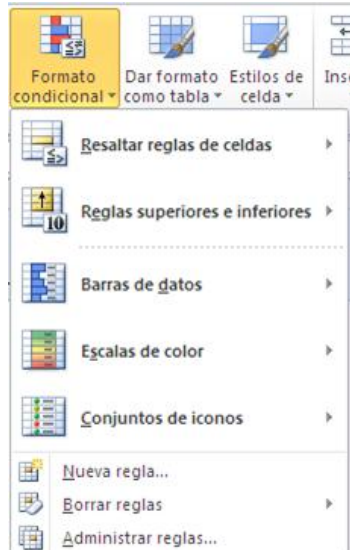 Formato condicional
Dar formato como tabla
Estilos de celda
Inse
Resaltar reglas de celdas
Reglas superiores e inferiores
Barras de datos
Escalas de color
Conjuntos de iconos
Nueva regla...
Borrar reglas
Administrar reglas...